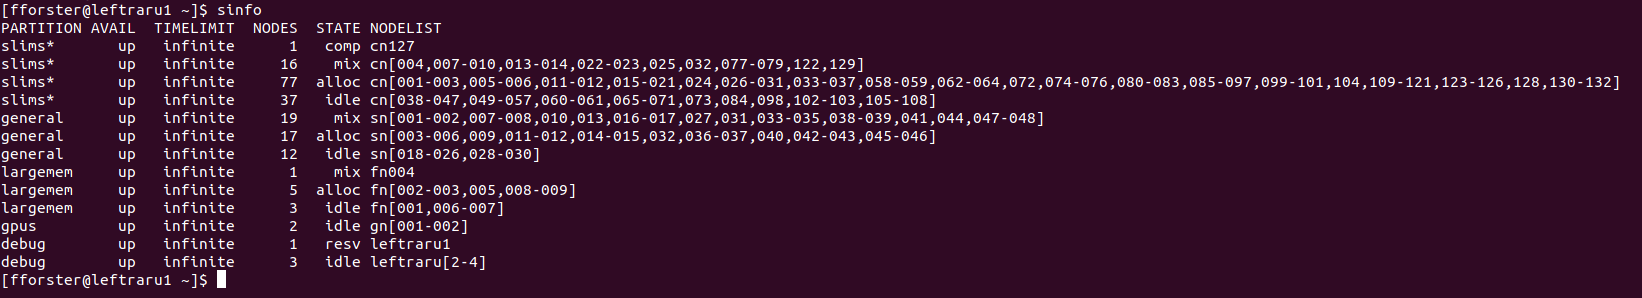 [fforster@leftraru1 ~]$ sinfo
PARTITION AVAIL  TIMELIMIT  NODES  STATE NODELIST
slims*       up   infinite      1   comp cn127
slims*       up   infinite     16    mix cn[004,007-010,013-014,022-023,025,032,077-079,122,129]
slims*       up   infinite     77  alloc cn[001-003,005-006,011-012,015-021,024,026-031,033-037,058-059,062-064,072,074-076,080-083,085-097,099-101,104,109-121,123-126,128,130-132]
slims*       up   infinite     37   idle cn[038-047,049-057,060-061,065-071,073,084,098,102-103,105-108]
general      up   infinite     19    mix sn[001-002,007-008,010,013,016-017,027,031,033-035,038-039,041,044,047-048]
general      up   infinite     17  alloc sn[003-006,009,011-012,014-015,032,036-037,040,042-043,045-046]
general      up   infinite     12   idle sn[018-026,028-030]
largemem     up   infinite      1    mix fn004
largemem     up   infinite      5  alloc fn[002-003,005,008-009]
largemem     up   infinite      3   idle fn[001,006-007]
gpus         up   infinite      2   idle gn[001-002]
debug        up   infinite      1   resv leftraru1
debug        up   infinite      3   idle leftraru[2-4]
[fforster@leftraru1 ~]$